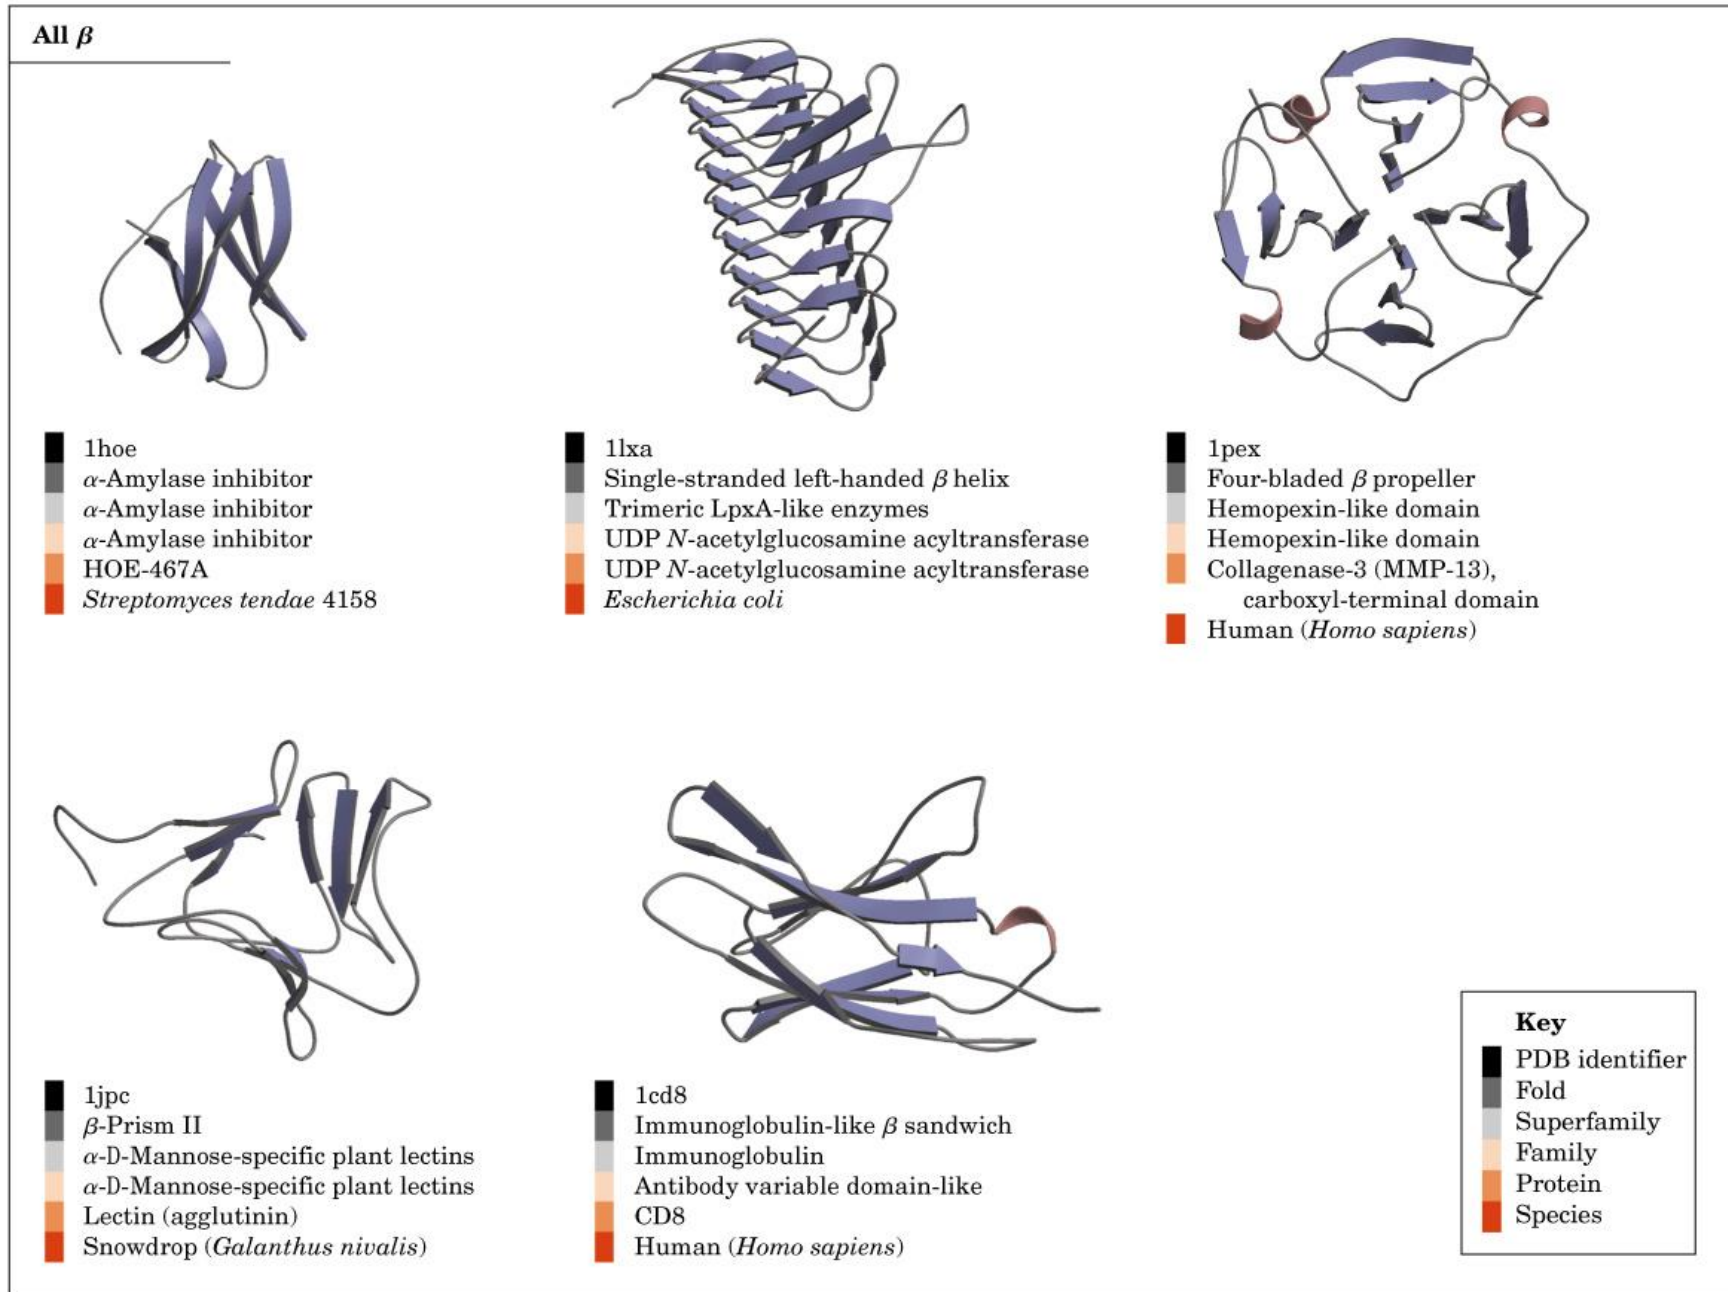 All β
1hoe
α-Amylase inhibitor
α-Amylase inhibitor
α-Amylase inhibitor
HOE-467A
Streptomyces tendae 4158
1lxa
Single-stranded left-handed β helix
Trimeric LpxA-like enzymes
UDP N-acetylglucosamine acyltransferase
UDP N-acetylglucosamine acyltransferase
Escherichia coli
1pex
Four-bladed β propeller
Hemopexin-like domain
Hemopexin-like domain
Collagenase-3 (MMP-13),
carboxyl-terminal domain
Human (Homo sapiens)
1jpc
β-Prism II
α-D-Mannose-specific plant lectins
α-D-Mannose-specific plant lectins
Lectin (agglutinin)
Snowdrop (Galanthus nivalis)
1cd8
Immunoglobulin-like β sandwich
Immunoglobulin
Antibody variable domain-like
CD8
Human (Homo sapiens)
Key
PDB identifier
Fold
Superfamily
Family
Protein
Species